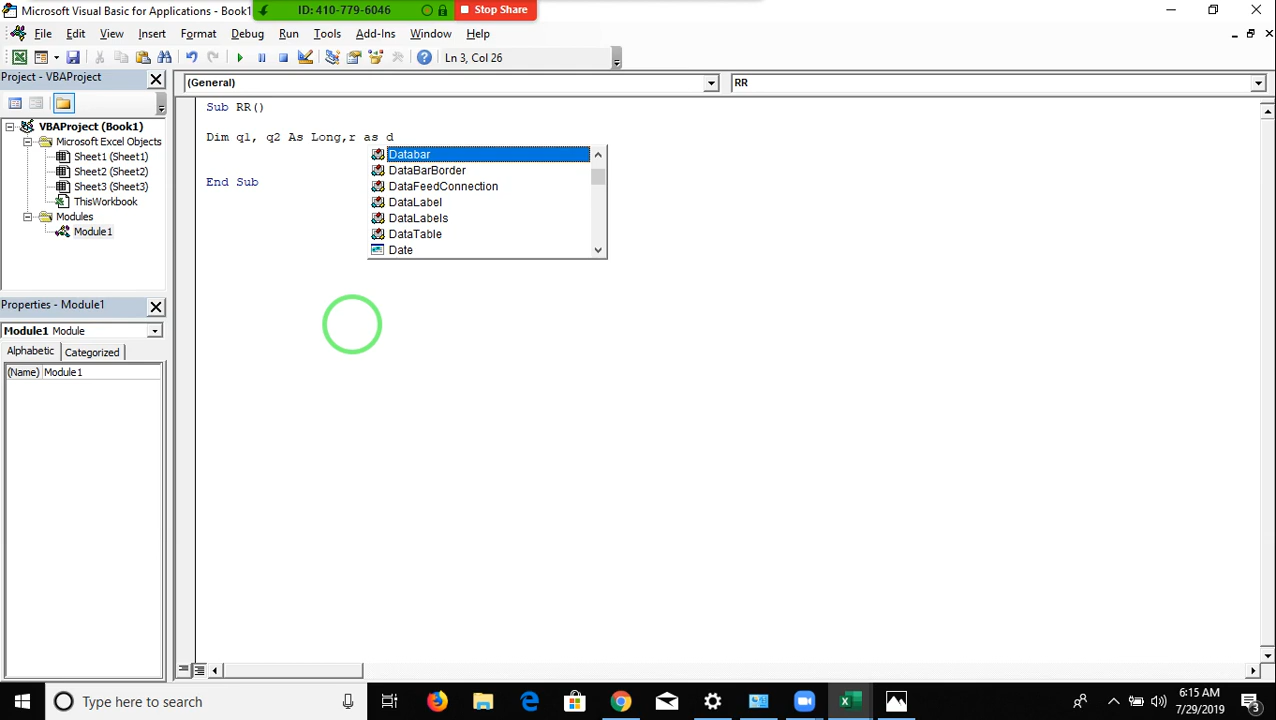 Microsoft Visual Basic for Applications - Book1
ID: 410-779-6046
Stop Share
File Edit View Insert Format Debug Run Tools Add-Ins Window Help
Ln 3, Col 26
Project - VBAProject
(General)
RR
VBAProject (Book1)
Microsoft Excel Objects
Sheet1 (Sheet1)
Sheet2 (Sheet2)
Sheet3 (Sheet3)
ThisWorkbook
Modules
Module1
Sub RR()
Dim q1, q2 As Long,r as d
Databar
DataBarBorder
DataFeedConnection
DataLabel
DataLabels
DataTable
Date
End Sub
Properties - Module1
Module1 Module
Alphabetic Categorized
(Name) Module1
Type here to search
6:15 AM
7/29/2019
3